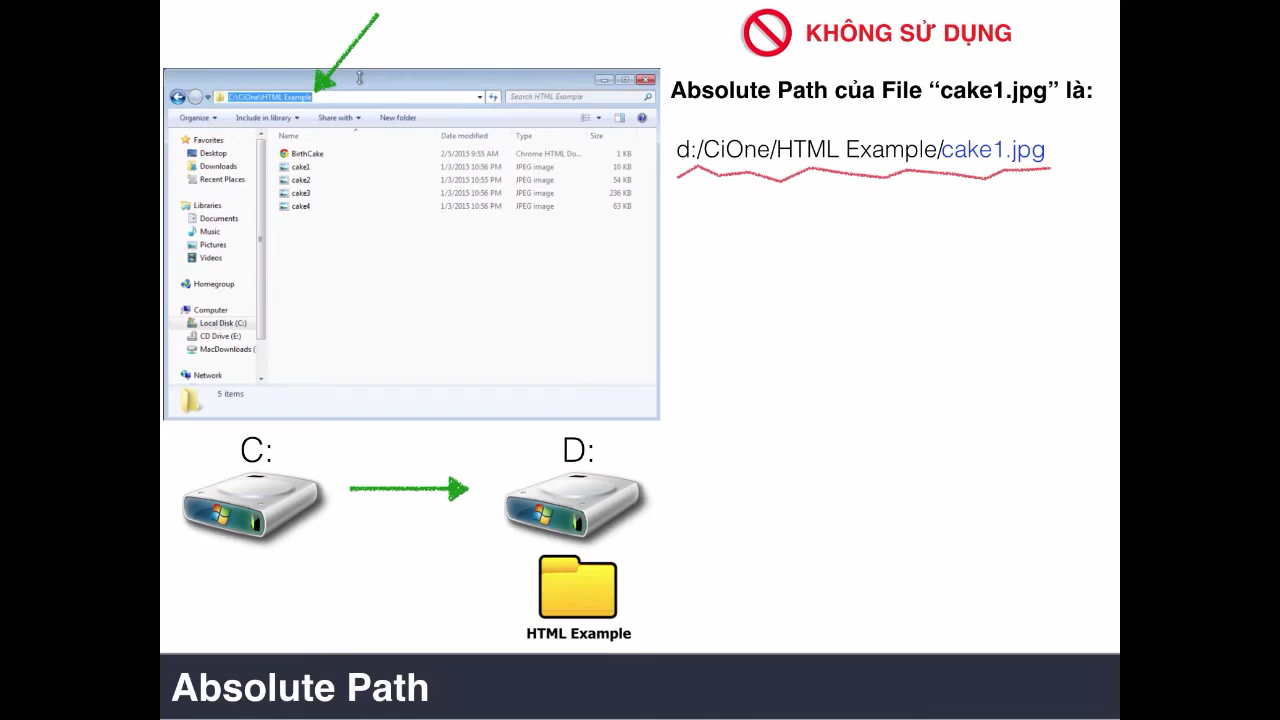 KHÔNG SỬ DỤNG
Absolute Path của File “cake1.jpg” là:
d:/CiOne/HTML Example/cake1.jpg
C:\CiOne\HTML Example
Search HTML Example
Organize Include in library Share with New folder
Favorites
Desktop
Downloads
Recent Places
Libraries
Documents
Music
Pictures
Videos
Homegroup
Computer
Local Disk (C:)
CD Drive (E:)
MacDownloads (
Network
Name Date modified Type Size
BirthCake 2/5/2015 9:55 AM Chrome HTML Do... 1 KB
cake1 1/3/2015 10:56 PM JPEG image 10 KB
cake2 1/3/2015 10:55 PM JPEG image 54 KB
cake3 1/3/2015 10:56 PM JPEG image 236 KB
cake4 1/3/2015 10:56 PM JPEG image 63 KB
5 items
C: D:
HTML Example
Absolute Path